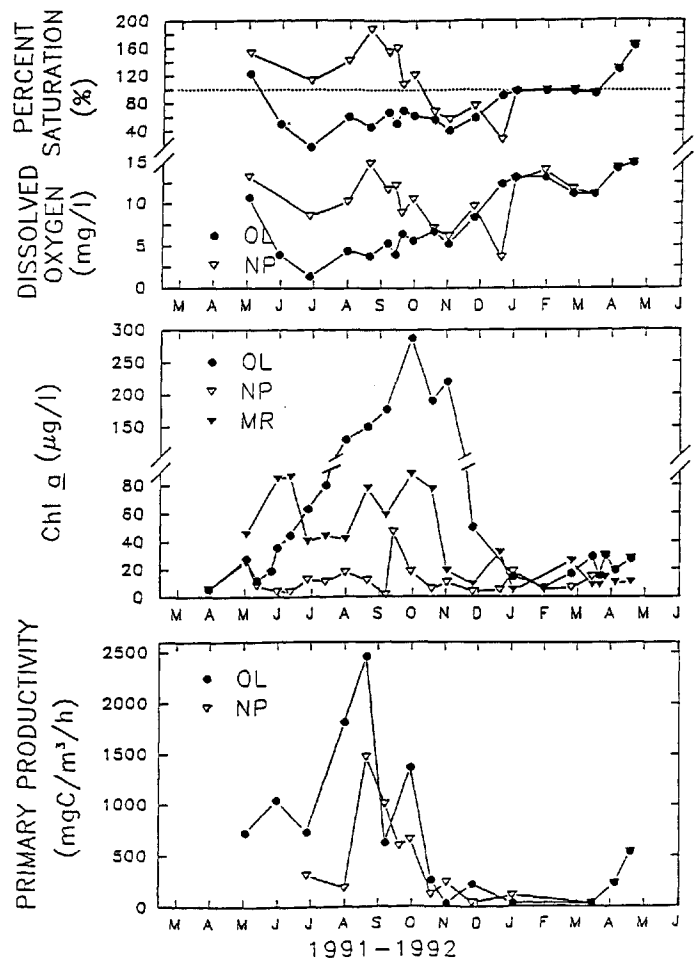 PERCENT
SATURATION
(%)
200
160
120
80
40
DISSOLVED
OXYGEN
(mg/l)
15
10
5
0
OL
NP
M A M J J A S O N D J F M A M J
Chl a (μg/l)
300
250
200
150
80
60
40
20
0
OL
NP
MR
M A M J J A S O N D J F M A M J
PRIMARY PRODUCTIVITY
(mgC/m³/h)
2500
2000
1500
1000
500
0
OL
NP
M A M J J A S O N D J F M A M J
1991-1992